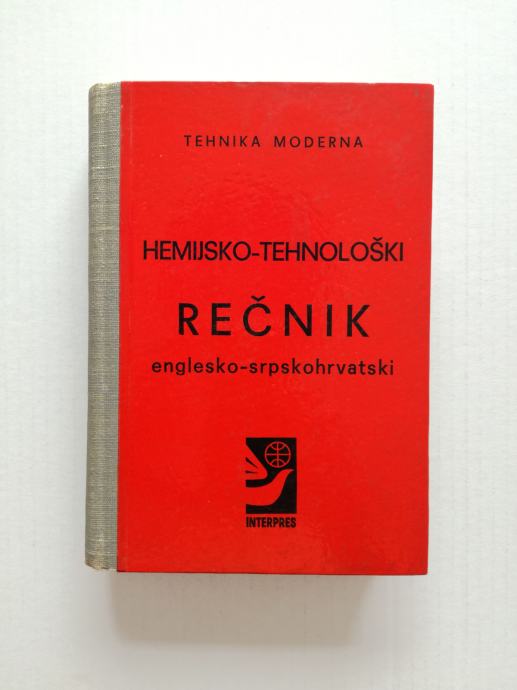 TEHNIKA MODERNA
HEMIJSKO-TEHNOLOŠKI
REČNIK
englesko-srpskohrvatski
INTERPRES